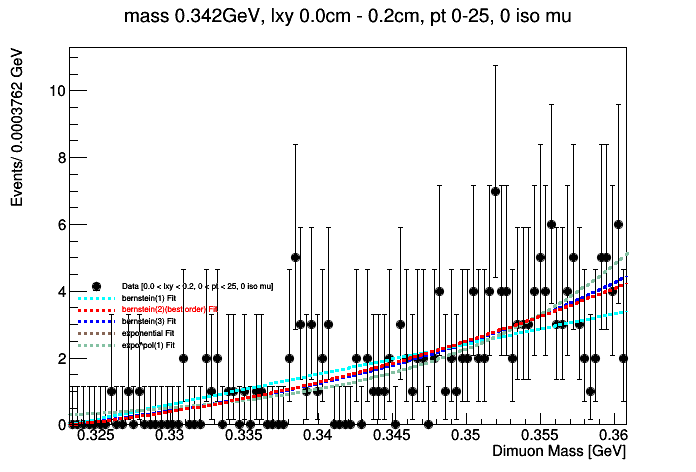 mass 0.342GeV, lxy 0.0cm - 0.2cm, pt 0-25, 0 iso mu
Events/ 0.0003762 GeV
10
8
6
4
2
0
Data [0.0 < lxy < 0.2, 0 < pt < 25, 0 iso mu]
bernstein(1) Fit
bernstein(2)(best order) Fit
bernstein(3) Fit
exponential Fit
expo*pol(1) Fit
0.325 0.33 0.335 0.34 0.345 0.35 0.355 0.36
Dimuon Mass [GeV]